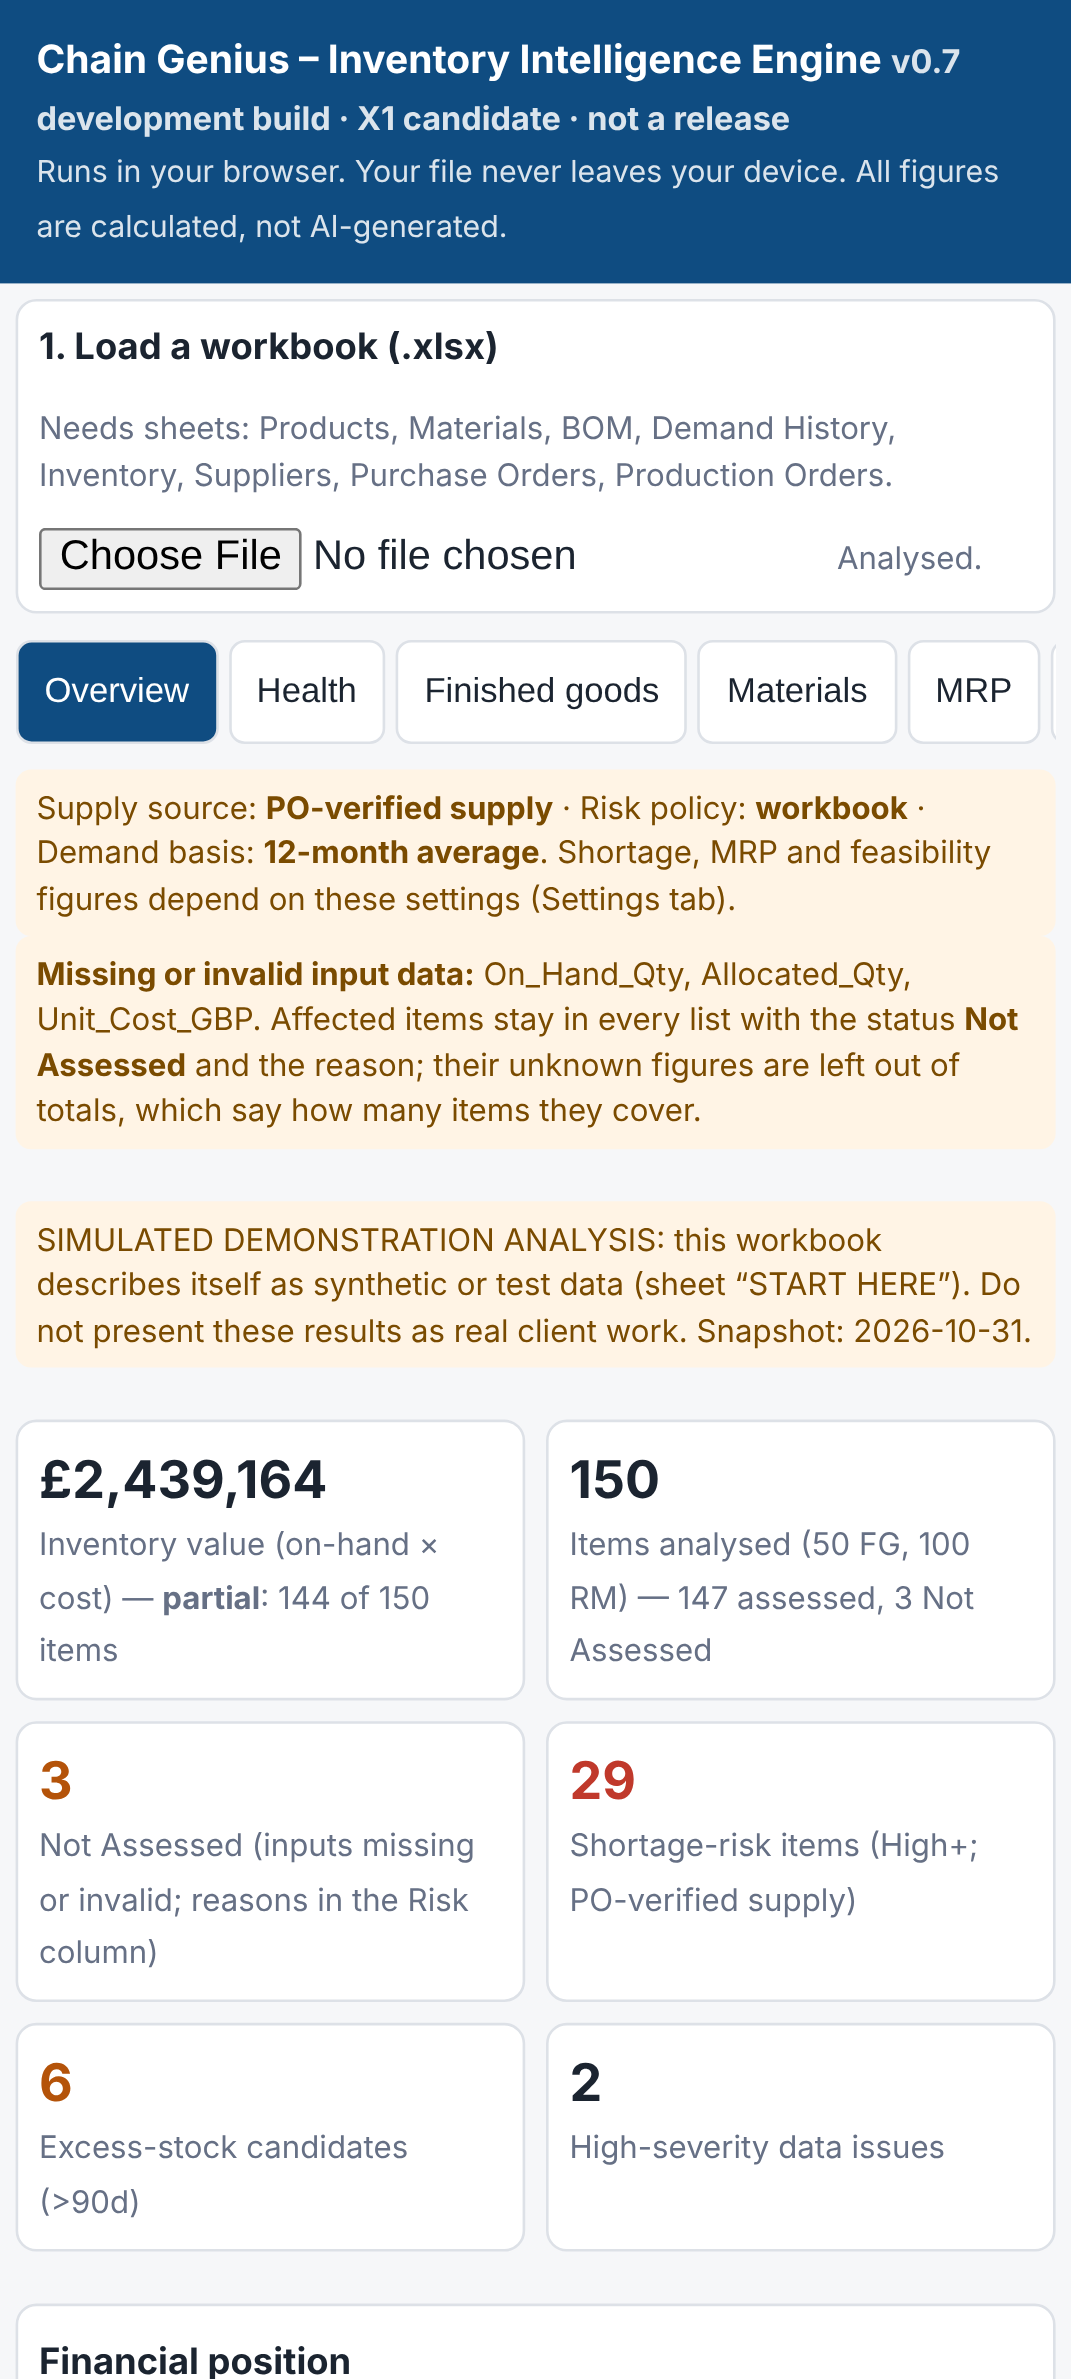 Chain Genius – Inventory Intelligence Engine v0.7
development build · X1 candidate · not a release
Runs in your browser. Your file never leaves your device. All figures
are calculated, not AI-generated.
1. Load a workbook (.xlsx)
Needs sheets: Products, Materials, BOM, Demand History,
Inventory, Suppliers, Purchase Orders, Production Orders.
Choose File No file chosen Analysed.
Overview Health Finished goods Materials MRP
Supply source: PO-verified supply · Risk policy: workbook ·
Demand basis: 12-month average. Shortage, MRP and feasibility
figures depend on these settings (Settings tab).
Missing or invalid input data: On_Hand_Qty, Allocated_Qty,
Unit_Cost_GBP. Affected items stay in every list with the status Not
Assessed and the reason; their unknown figures are left out of
totals, which say how many items they cover.
SIMULATED DEMONSTRATION ANALYSIS: this workbook
describes itself as synthetic or test data (sheet “START HERE”). Do
not present these results as real client work. Snapshot: 2026-10-31.
£2,439,164
Inventory value (on-hand ×
cost) — partial: 144 of 150
items
150
Items analysed (50 FG, 100
RM) — 147 assessed, 3 Not
Assessed
3
Not Assessed (inputs missing
or invalid; reasons in the Risk
column)
29
Shortage-risk items (High+;
PO-verified supply)
6
Excess-stock candidates
(>90d)
2
High-severity data issues
Financial position